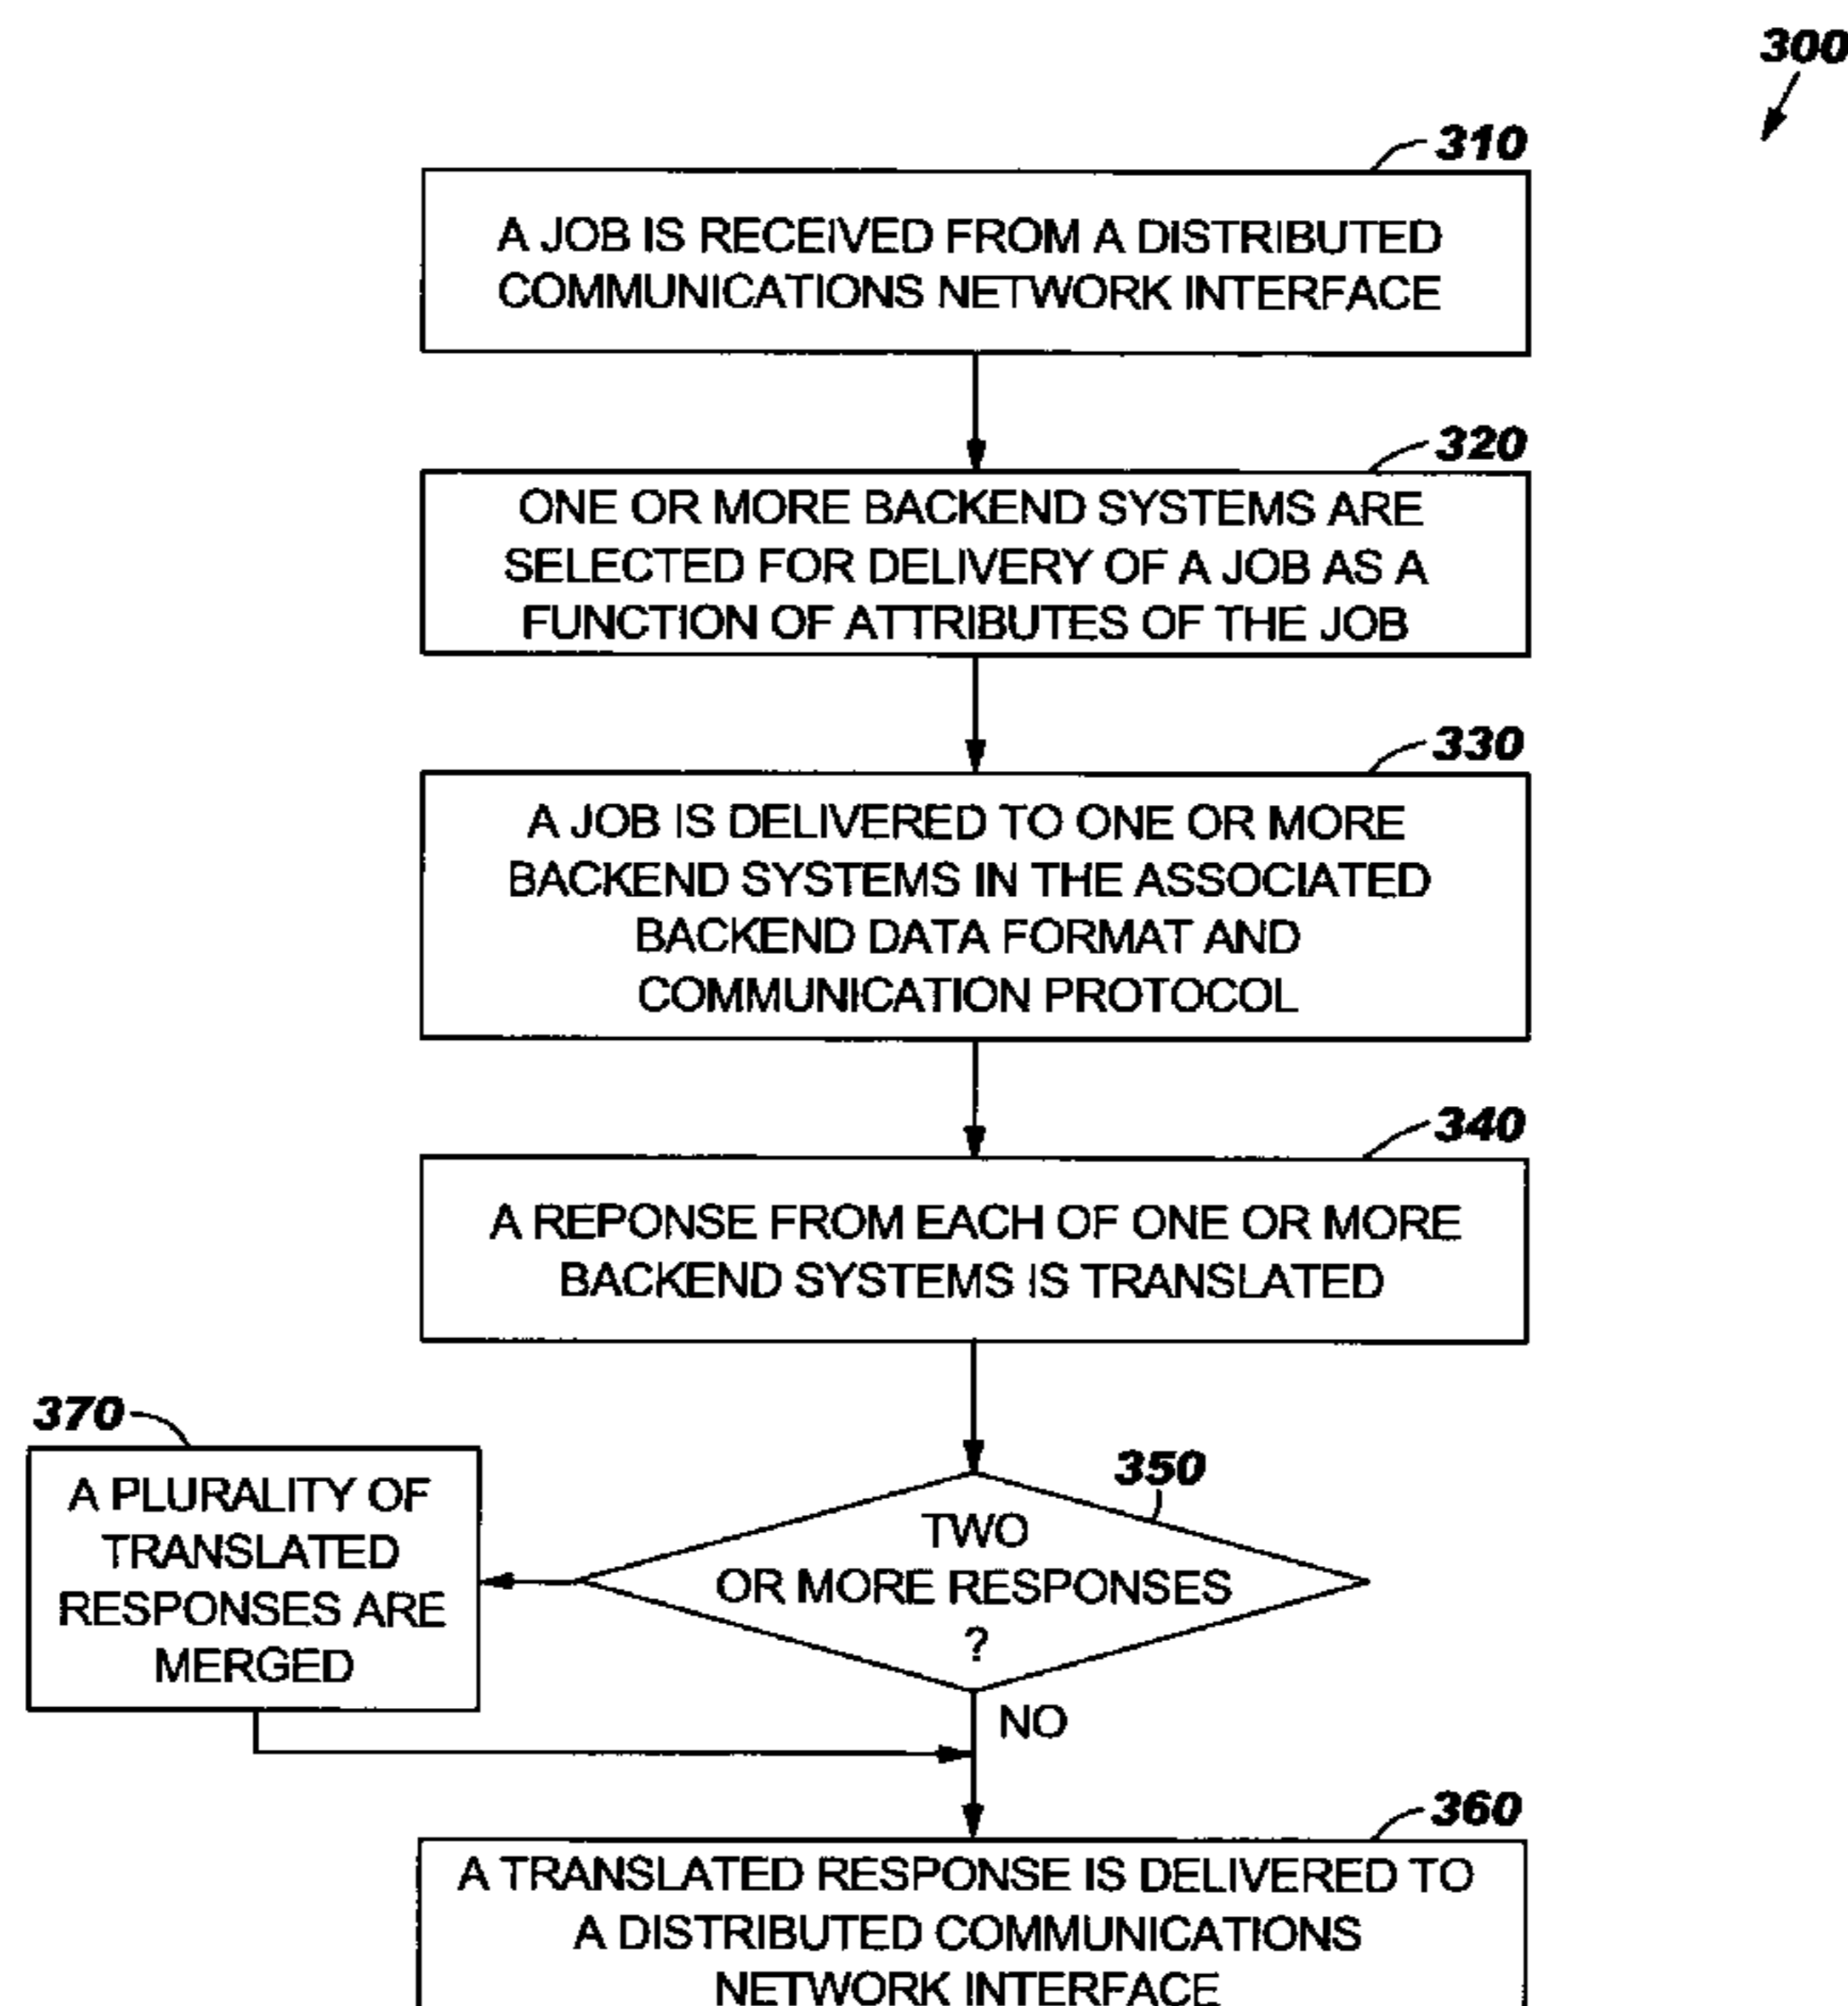 300
310
A JOB IS RECEIVED FROM A DISTRIBUTED
COMMUNICATIONS NETWORK INTERFACE
320
ONE OR MORE BACKEND SYSTEMS ARE
SELECTED FOR DELIVERY OF A JOB AS A
FUNCTION OF ATTRIBUTES OF THE JOB
330
A JOB IS DELIVERED TO ONE OR MORE
BACKEND SYSTEMS IN THE ASSOCIATED
BACKEND DATA FORMAT AND
COMMUNICATION PROTOCOL
340
A REPONSE FROM EACH OF ONE OR MORE
BACKEND SYSTEMS IS TRANSLATED
370
A PLURALITY OF
TRANSLATED
RESPONSES ARE
MERGED
350
TWO
OR MORE RESPONSES
?
NO
360
A TRANSLATED RESPONSE IS DELIVERED TO
A DISTRIBUTED COMMUNICATIONS
NETWORK INTERFACE